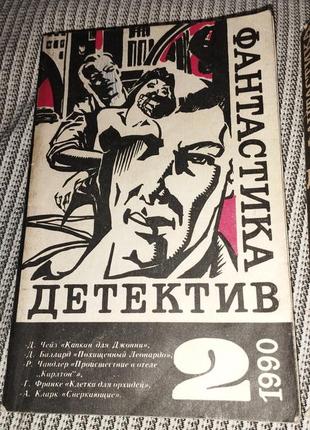 ФАНТАСТИКА
ДЕТЕКТИВ
Д. Чейз «Капкан для Джонни»,
Д. Баллард «Похищенный Леонардо»,
Р. Чандлер «Происшествие в отеле
„Карлтон“»,
Г. Франке «Клетка для орхидей»,
А. Кларк «Сверкающие».
2
1990